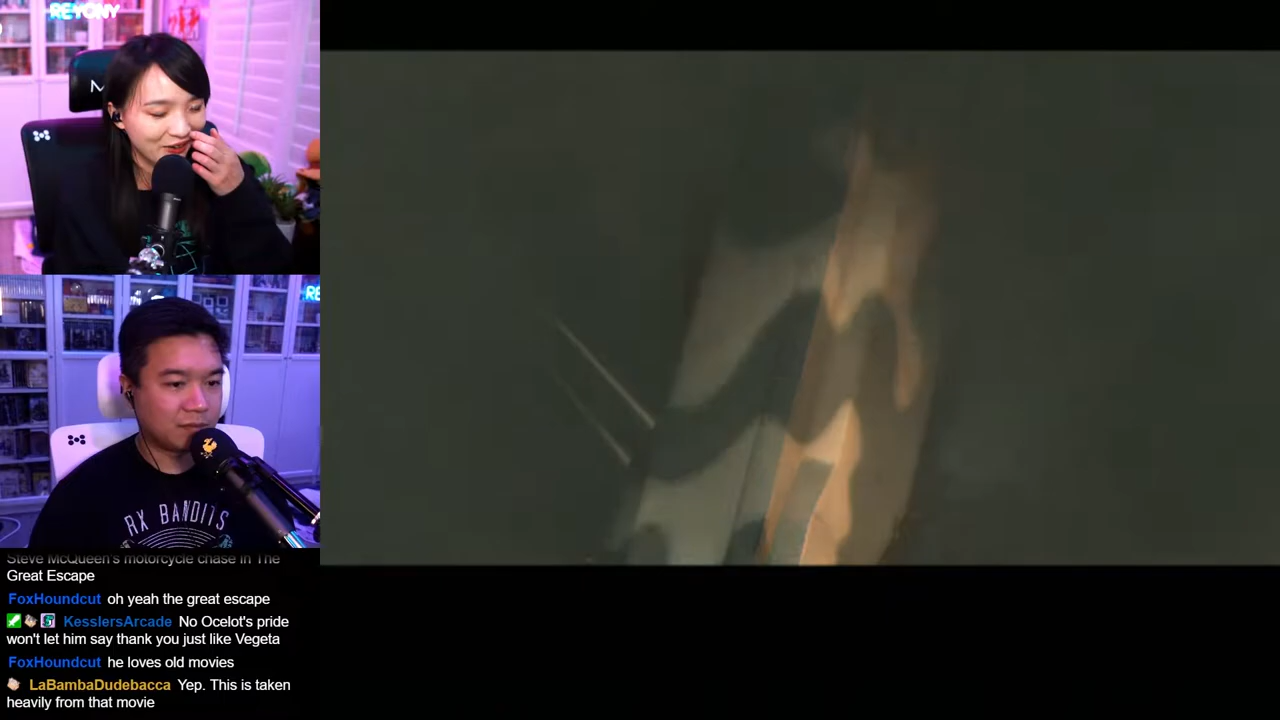 REYONY
M
RE
RX BANDITS
Steve McQueen's motorcycle chase in The
Great Escape
FoxHoundcut oh yeah the great escape
KesslersArcade No Ocelot's pride
won't let him say thank you just like Vegeta
FoxHoundcut he loves old movies
LaBambaDudebacca Yep. This is taken
heavily from that movie